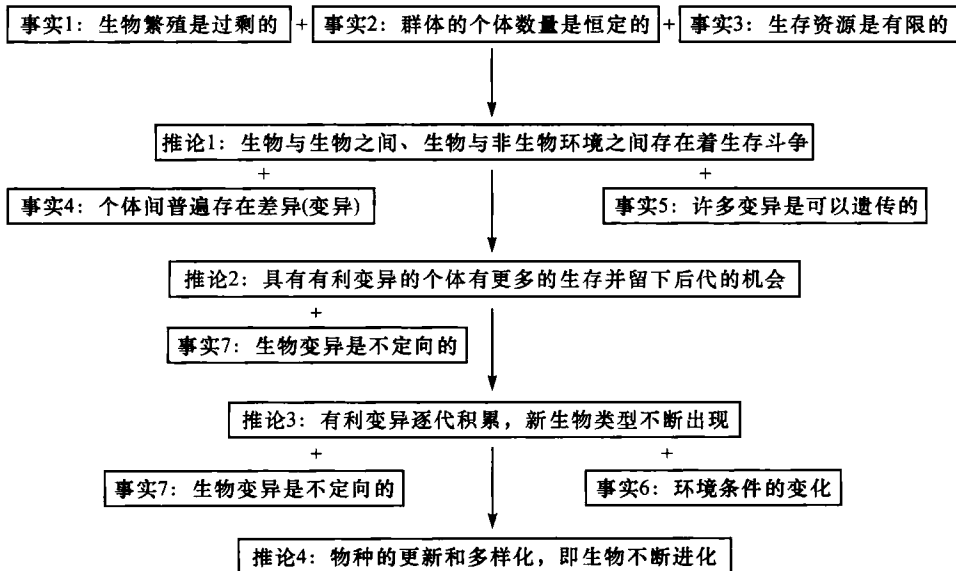 事实1：生物繁殖是过剩的 + 事实2：群体的个体数量是恒定的 + 事实3：生存资源是有限的
推论1：生物与生物之间、生物与非生物环境之间存在着生存斗争
+ +
事实4：个体间普遍存在差异(变异) 事实5：许多变异是可以遗传的
推论2：具有有利变异的个体有更多的生存并留下后代的机会
+
事实7：生物变异是不定向的
推论3：有利变异逐代积累，新生物类型不断出现
+ +
事实7：生物变异是不定向的 事实6：环境条件的变化
推论4：物种的更新和多样化，即生物不断进化